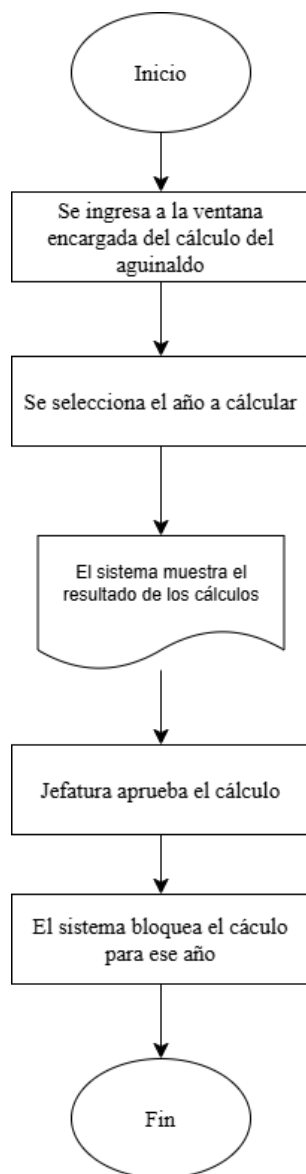 Inicio
Se ingresa a la ventana
encargada del cálculo del
aguinaldo
Se selecciona el año a cálcular
El sistema muestra el
resultado de los cálculos
Jefatura aprueba el cálculo
El sistema bloquea el cáculo
para ese año
Fin